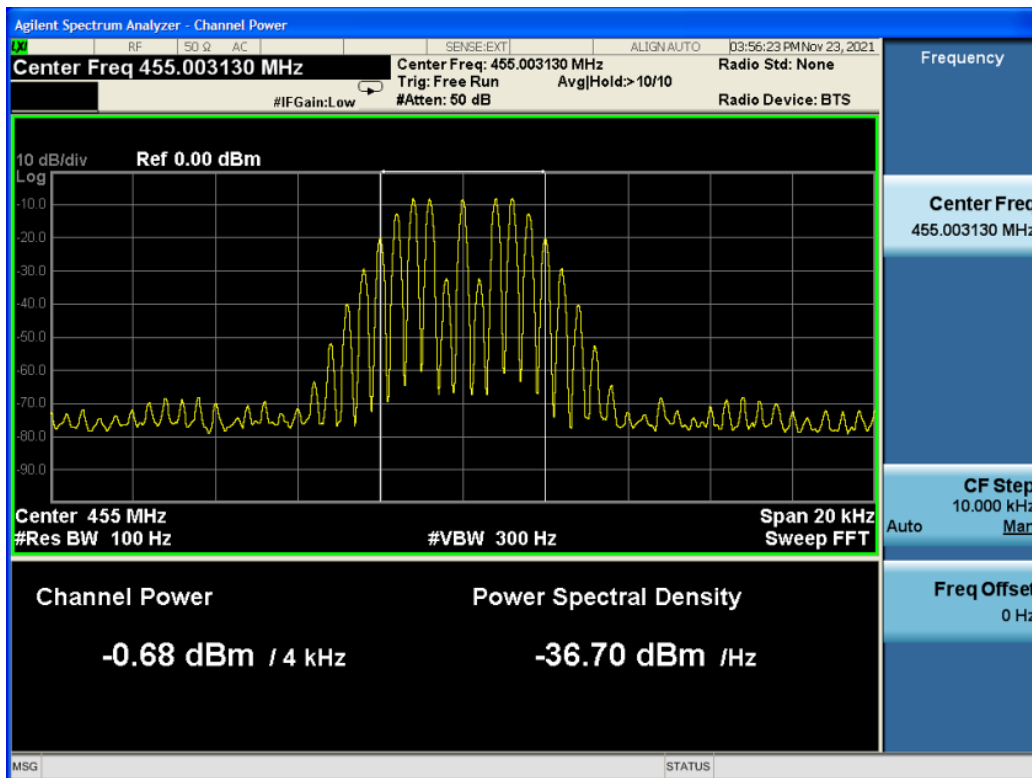 Agilent Spectrum Analyzer - Channel Power
LXI RF 50 Ω AC SENSE:EXT ALIGN AUTO 03:56:23 PM Nov 23, 2021
Center Freq 455.003130 MHz
Center Freq: 455.003130 MHz
Radio Std: None
Trig: Free Run Avg|Hold:>10/10
#IFGain:Low
#Atten: 50 dB
Radio Device: BTS
10 dB/div Ref 0.00 dBm
Log
-10.0
-20.0
-30.0
-40.0
-50.0
-60.0
-70.0
-80.0
-90.0
Center 455 MHz Span 20 kHz
#Res BW 100 Hz #VBW 300 Hz Sweep FFT
Channel Power Power Spectral Density
-0.68 dBm / 4 kHz -36.70 dBm /Hz
MSG STATUS
Frequency
Center Freq
455.003130 MHz
CF Step
10.000 kHz
Auto Man
Freq Offset
0 Hz